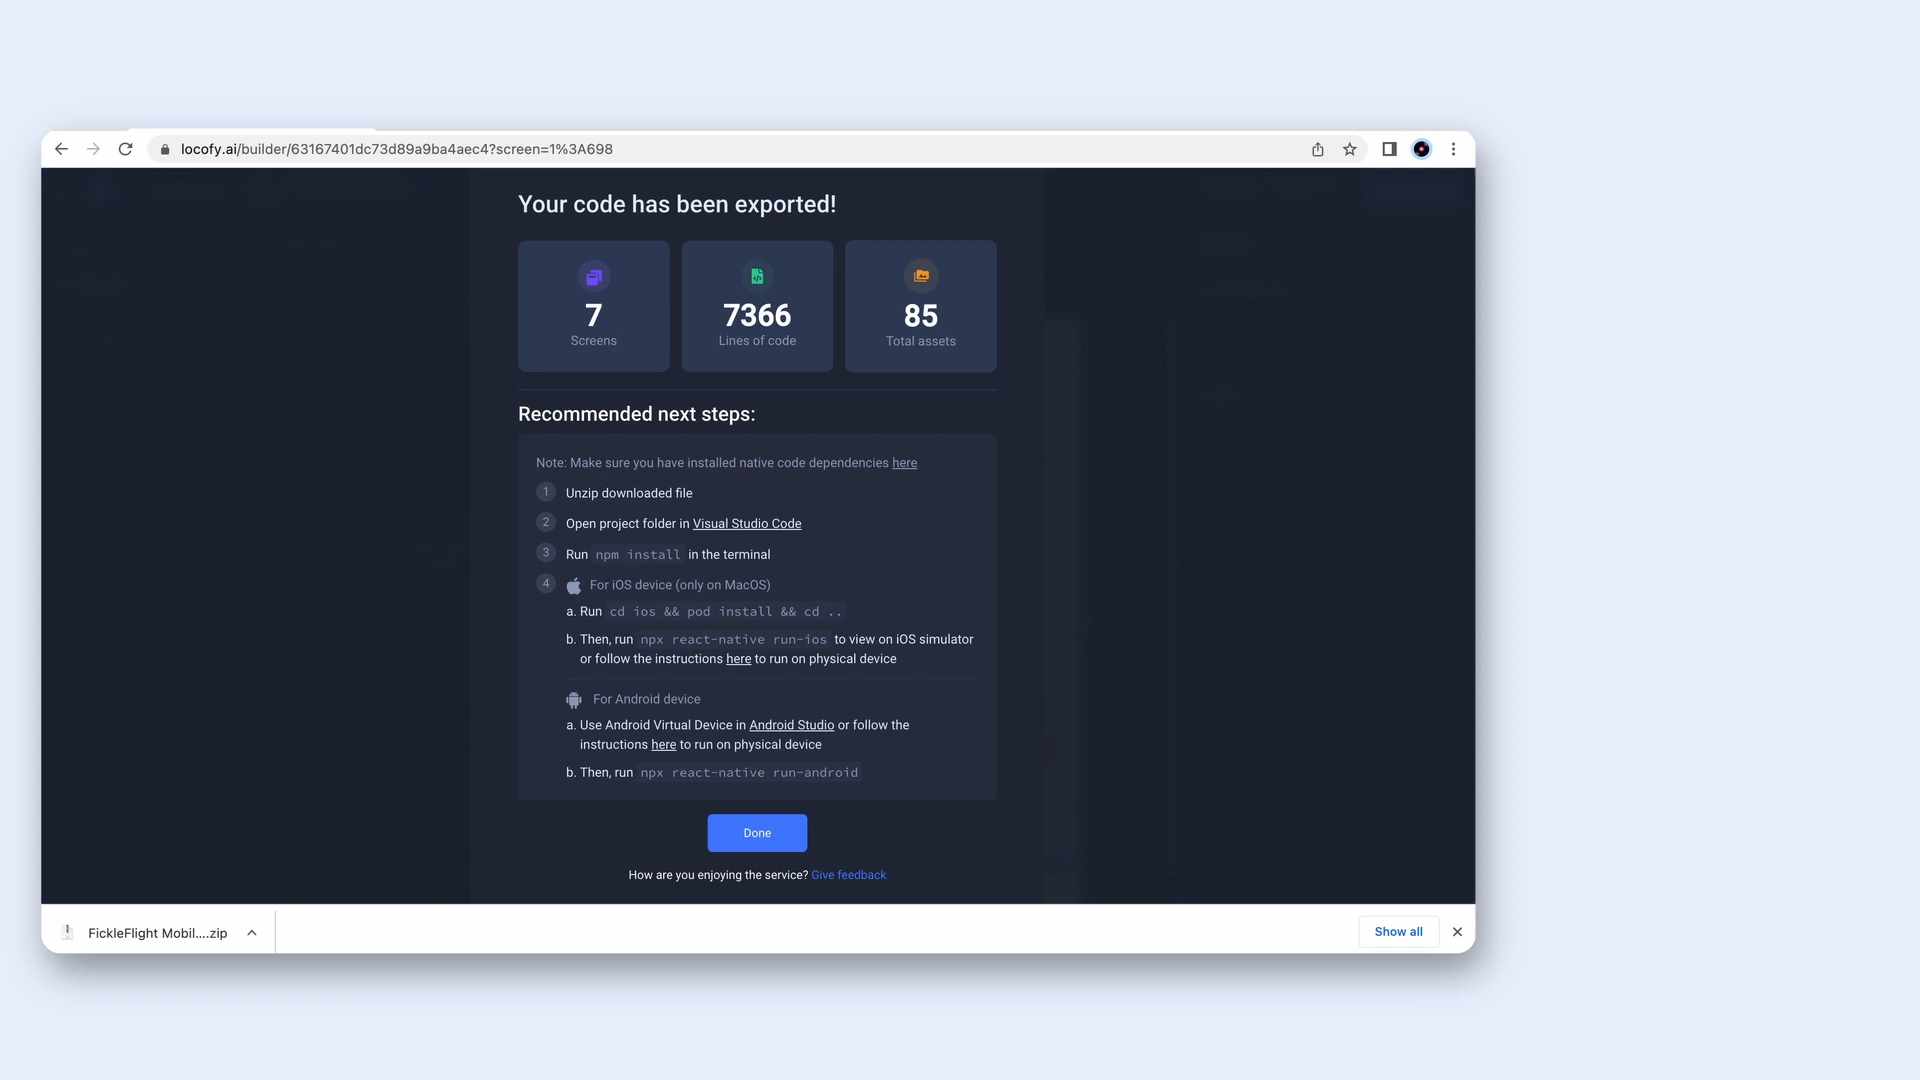 locofy.ai/builder/63167401dc73d89a9ba4aec4?screen=1%3A698
Your code has been exported!
7
Screens
7366
Lines of code
85
Total assets
Recommended next steps:
Note: Make sure you have installed native code dependencies here
1 Unzip downloaded file
2 Open project folder in Visual Studio Code
3 Run npm install in the terminal
4 For iOS device (only on MacOS)
a. Run cd ios && pod install && cd ..
b. Then, run npx react-native run-ios to view on iOS simulator
or follow the instructions here to run on physical device
For Android device
a. Use Android Virtual Device in Android Studio or follow the
instructions here to run on physical device
b. Then, run npx react-native run-android
Done
How are you enjoying the service? Give feedback
FickleFlight Mobil....zip
Show all